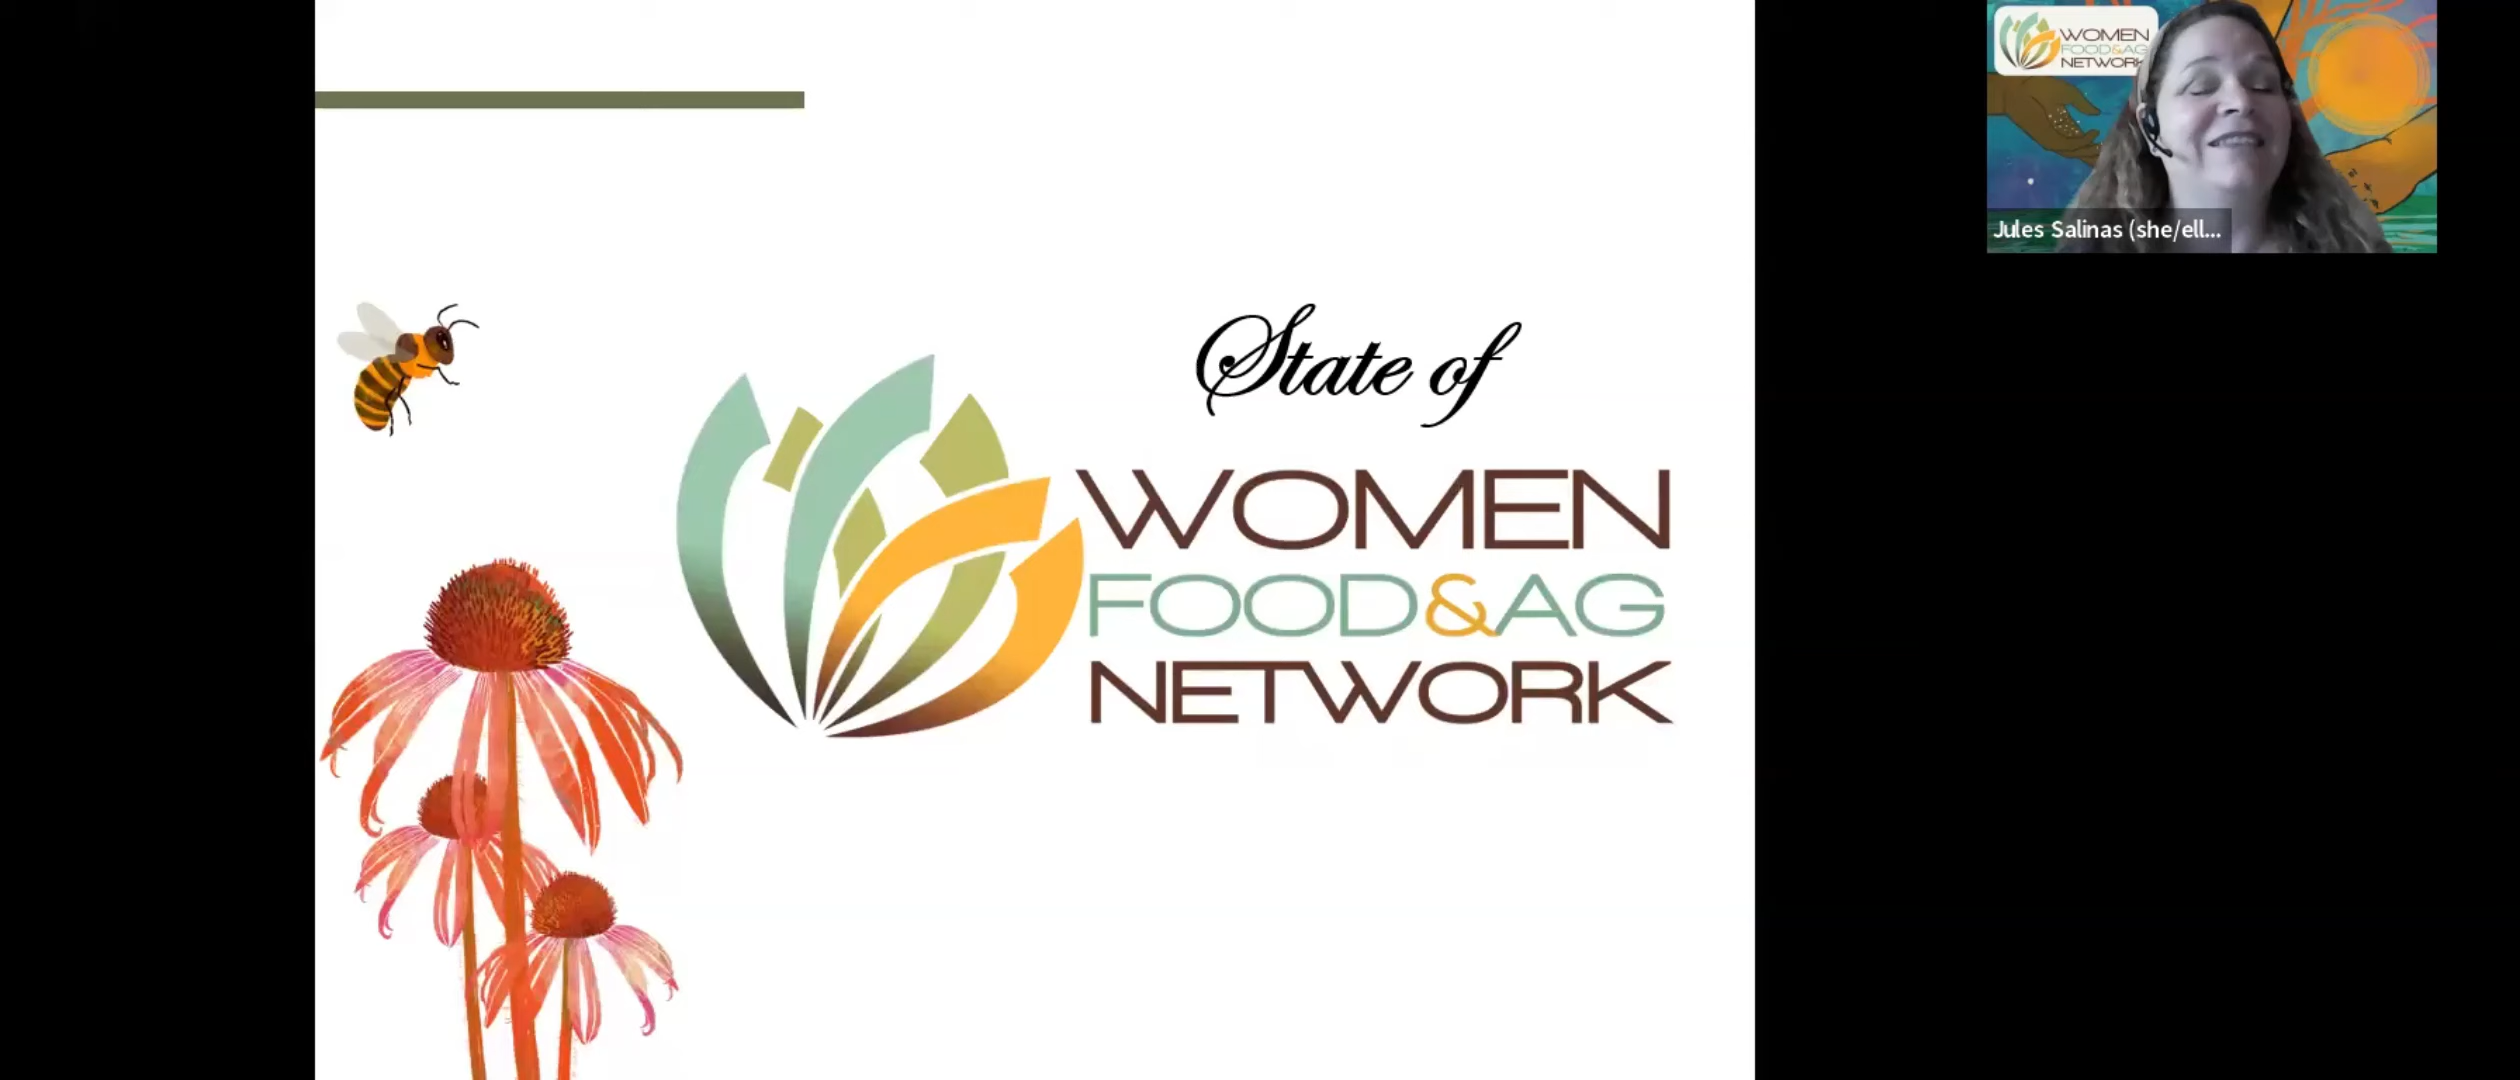 State of
WOMEN
FOOD&AG
NETWORK
WOMEN
FOOD&AG
NETWORK
Jules Salinas (she/ell...